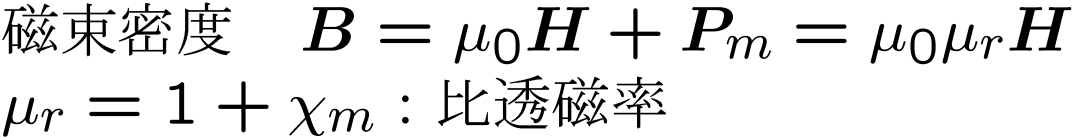 磁束密度 B = μ₀H + Pₘ = μ₀μᵣH
μᵣ = 1 + χₘ : 比透磁率